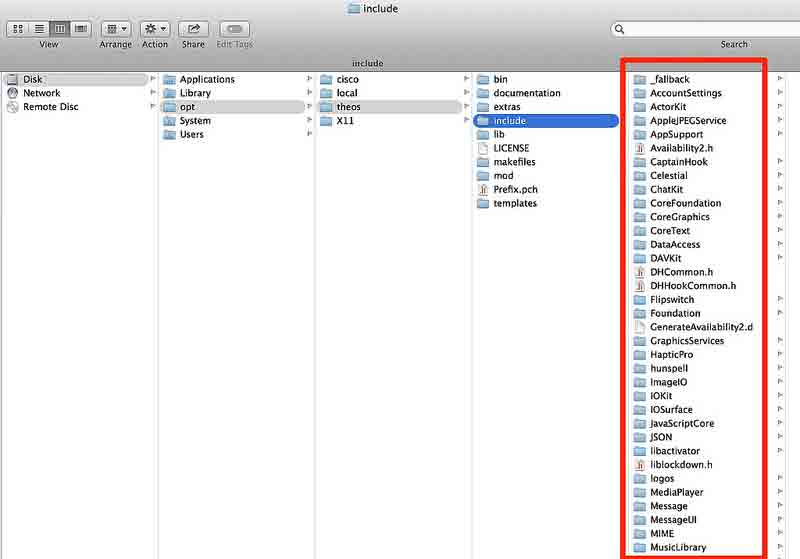 include
View
Arrange
Action
Share
Edit Tags
Search
include
Disk
Network
Remote Disc
Applications
Library
opt
System
Users
cisco
local
theos
X11
bin
documentation
extras
include
lib
LICENSE
makefiles
mod
Prefix.pch
templates
_fallback
AccountSettings
ActorKit
AppleJPEGService
AppSupport
Availability2.h
CaptainHook
Celestial
ChatKit
CoreFoundation
CoreGraphics
CoreText
DataAccess
DAVKit
DHCommon.h
DHHookCommon.h
Flipswitch
Foundation
GenerateAvailability2.d
GraphicsServices
HapticPro
hunspell
ImageIO
IOKit
IOSurface
JavaScriptCore
JSON
libactivator
liblockdown.h
logos
MediaPlayer
Message
MessageUI
MIME
MusicLibrary